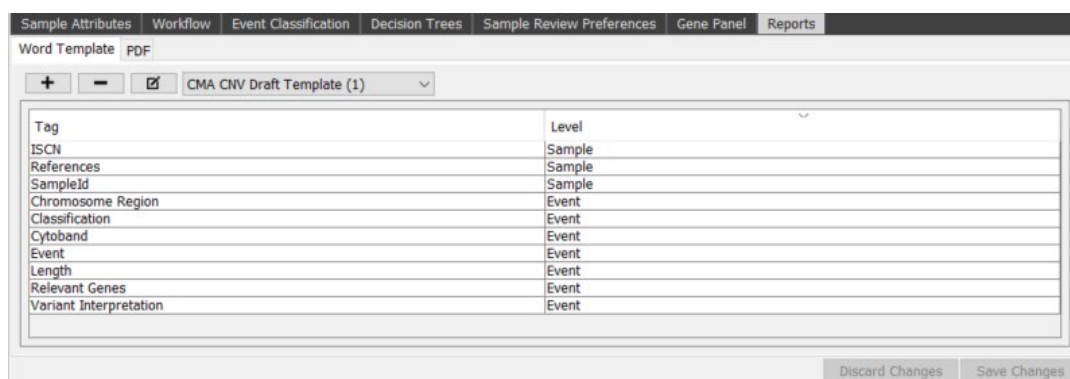 Sample Attributes Workflow Event Classification Decision Trees Sample Review Preferences Gene Panel Reports
Word Template PDF
CMA CNV Draft Template (1)
Tag Level
ISCN Sample
References Sample
SampleId Sample
Chromosome Region Event
Classification Event
Cytoband Event
Event Event
Length Event
Relevant Genes Event
Variant Interpretation Event
Discard Changes Save Changes